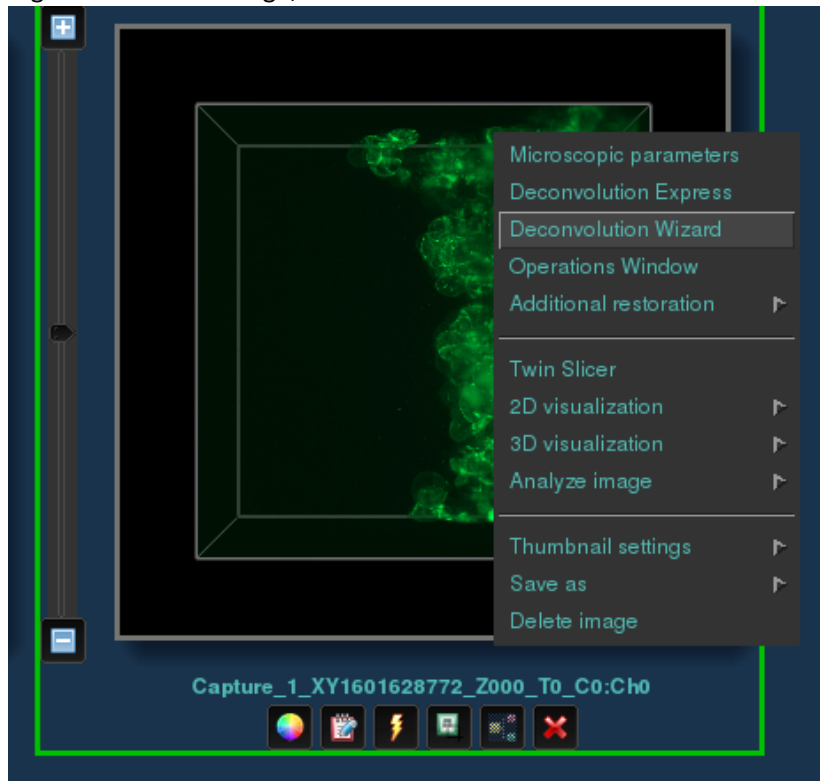 Microscopic parameters
Deconvolution Express
Deconvolution Wizard
Operations Window
Additional restoration
Twin Slicer
2D visualization
3D visualization
Analyze image
Thumbnail settings
Save as
Delete image
Capture_1_XY1601628772_Z000_T0_C0:Ch0